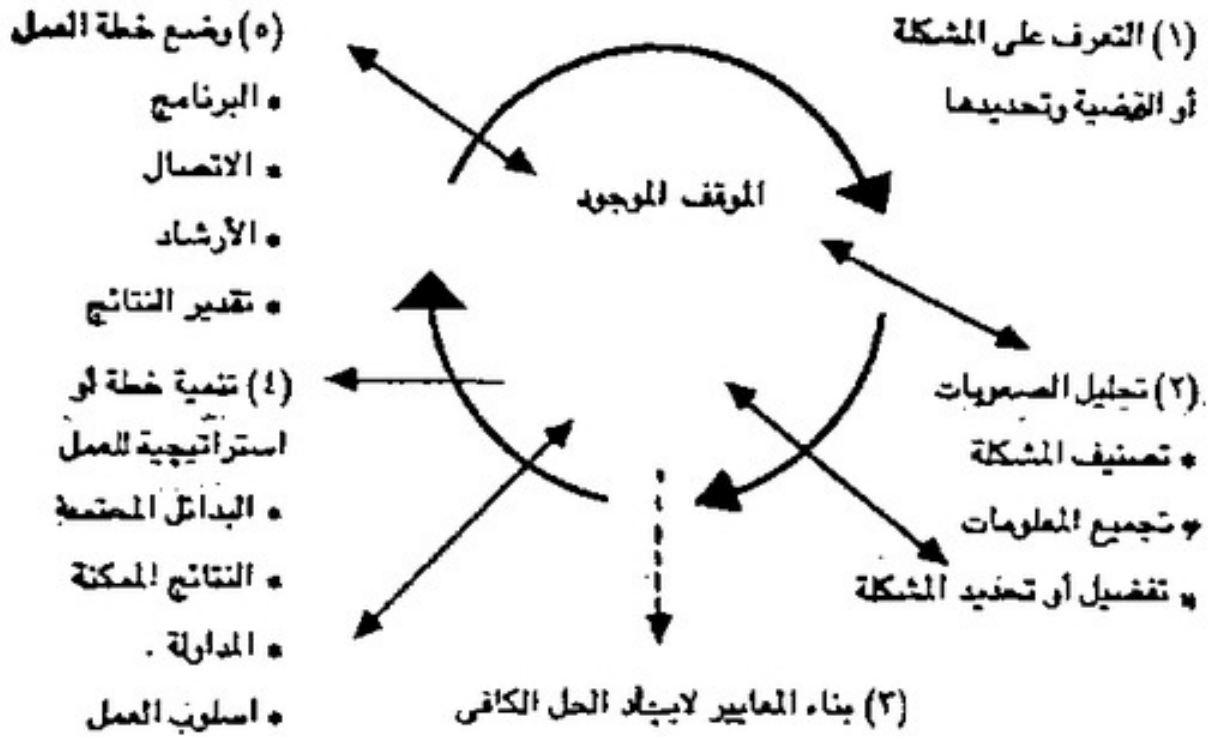 (١) التعرف على المشكلة
أو القضية وتحديدها
(٢) تحليل الصعوبات
* تصنيف المشكلة
* تجميع المعلومات
* تفضيل أو تحديد المشكلة
(٣) بناء المعايير لايجاد الحل الكافى
(٤) تنمية خطة أو
استراتيجية للعمل
* البدائل المحتملة
* النتائج الممكنة
* المداولة .
* اسلوب العمل
(٥) وضع خطة العمل
* البرنامج
* الاتصال
* الأرشاد
* تقدير النتائج
الموقف الموجود